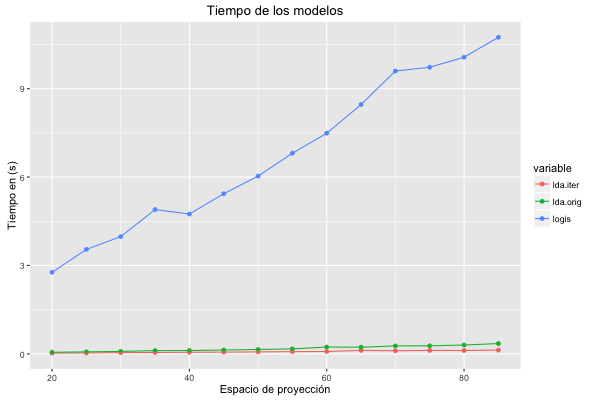 Tiempo de los modelos
Tiempo en (s)
9
6
3
0
20
40
60
80
Espacio de proyección
variable
lda.iter
lda.orig
logis